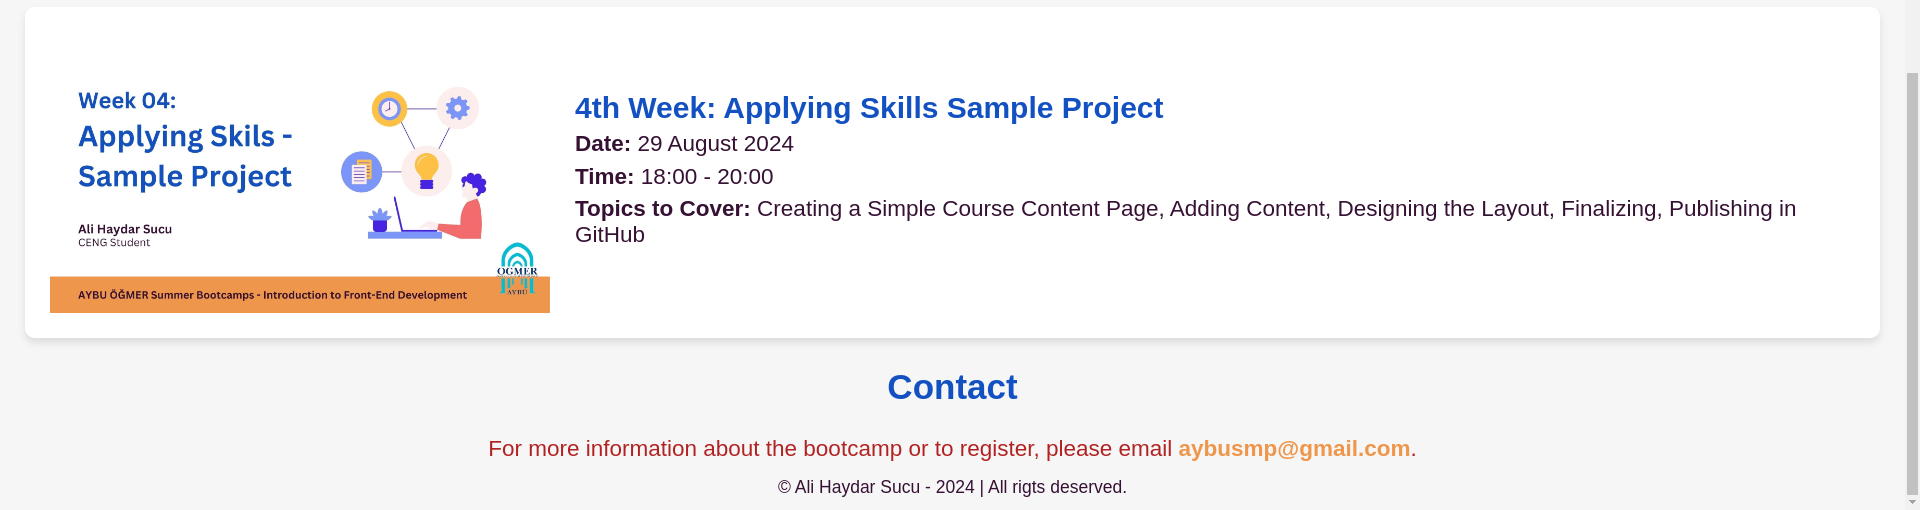 Week 04:
Applying Skils -
Sample Project
Ali Haydar Sucu
CENG Student
OGMER
AYBU
AYBU ÖĞMER Summer Bootcamps - Introduction to Front-End Development
4th Week: Applying Skills Sample Project
Date: 29 August 2024
Time: 18:00 - 20:00
Topics to Cover: Creating a Simple Course Content Page, Adding Content, Designing the Layout, Finalizing, Publishing in
GitHub
Contact
For more information about the bootcamp or to register, please email aybusmp@gmail.com.
© Ali Haydar Sucu - 2024 | All rigts deserved.